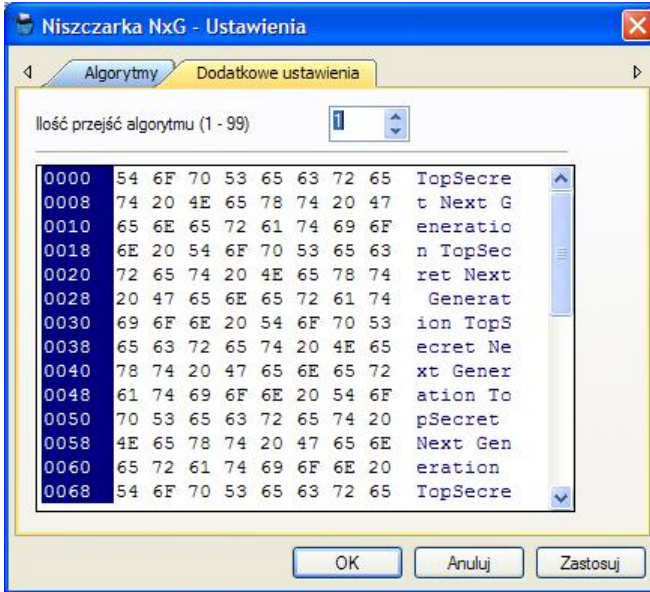 Niszczarka NxG - Ustawienia
Algorytmy Dodatkowe ustawienia
Ilość przejść algorytmu (1 - 99) 1
0000 54 6F 70 53 65 63 72 65 TopSecre
0008 74 20 4E 65 78 74 20 47 t Next G
0010 65 6E 65 72 61 74 69 6F eneratio
0018 6E 20 54 6F 70 53 65 63 n TopSec
0020 72 65 74 20 4E 65 78 74 ret Next
0028 20 47 65 6E 65 72 61 74 Generat
0030 69 6F 6E 20 54 6F 70 53 ion TopS
0038 65 63 72 65 74 20 4E 65 ecret Ne
0040 78 74 20 47 65 6E 65 72 xt Gener
0048 61 74 69 6F 6E 20 54 6F ation To
0050 70 53 65 63 72 65 74 20 pSecret
0058 4E 65 78 74 20 47 65 6E Next Gen
0060 65 72 61 74 69 6F 6E 20 eration
0068 54 6F 70 53 65 63 72 65 TopSecre
OK Anuluj Zastosuj